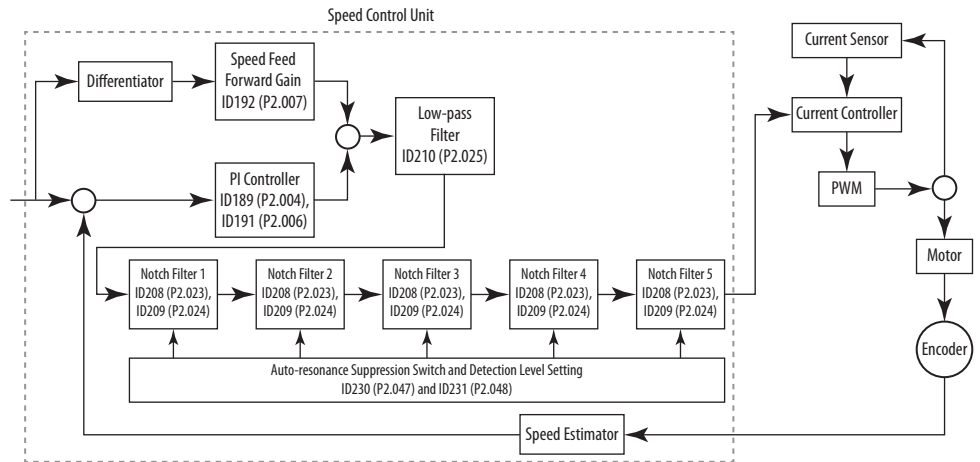 Speed Control Unit
Differentiator
Speed Feed
Forward Gain
ID192 (P2.007)
Low-pass
Filter
ID210 (P2.025)
PI Controller
ID189 (P2.004),
ID191 (P2.006)
Current Sensor
Current Controller
PWM
Motor
Encoder
Notch Filter 1
ID208 (P2.023),
ID209 (P2.024)
Notch Filter 2
ID208 (P2.023),
ID209 (P2.024)
Notch Filter 3
ID208 (P2.023),
ID209 (P2.024)
Notch Filter 4
ID208 (P2.023),
ID209 (P2.024)
Notch Filter 5
ID208 (P2.023),
ID209 (P2.024)
Auto-resonance Suppression Switch and Detection Level Setting
ID230 (P2.047) and ID231 (P2.048)
Speed Estimator